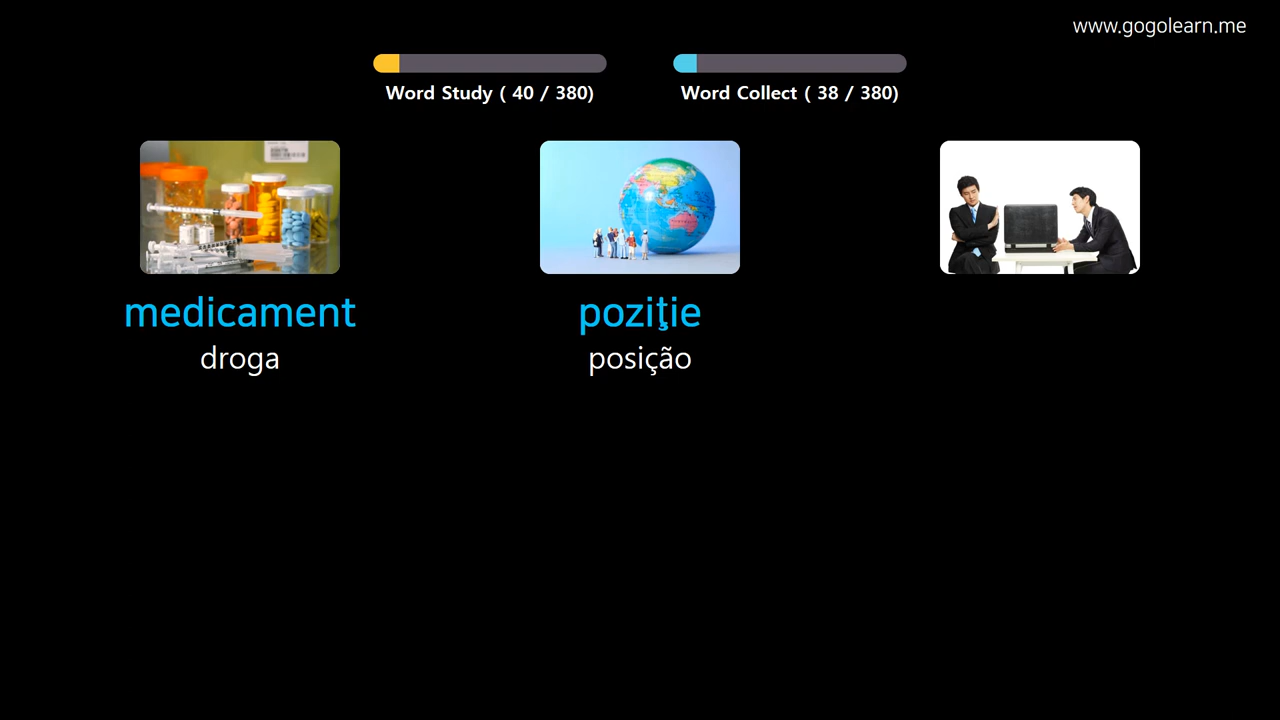 www.gogolearn.me
Word Study ( 40 / 380)
Word Collect ( 38 / 380)
medicament
droga
poziţie
posição